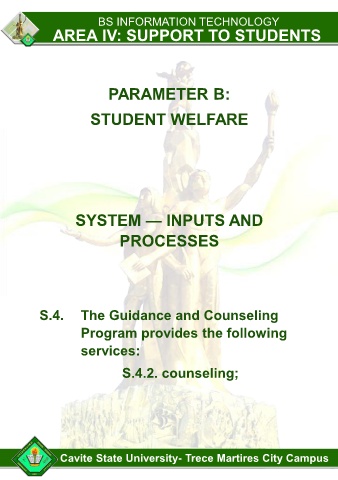 BS INFORMATION TECHNOLOGY
AREA IV: SUPPORT TO STUDENTS
PARAMETER B:
STUDENT WELFARE
SYSTEM — INPUTS AND
PROCESSES
S.4. The Guidance and Counseling
Program provides the following
services:
S.4.2. counseling;
Cavite State University- Trece Martires City Campus